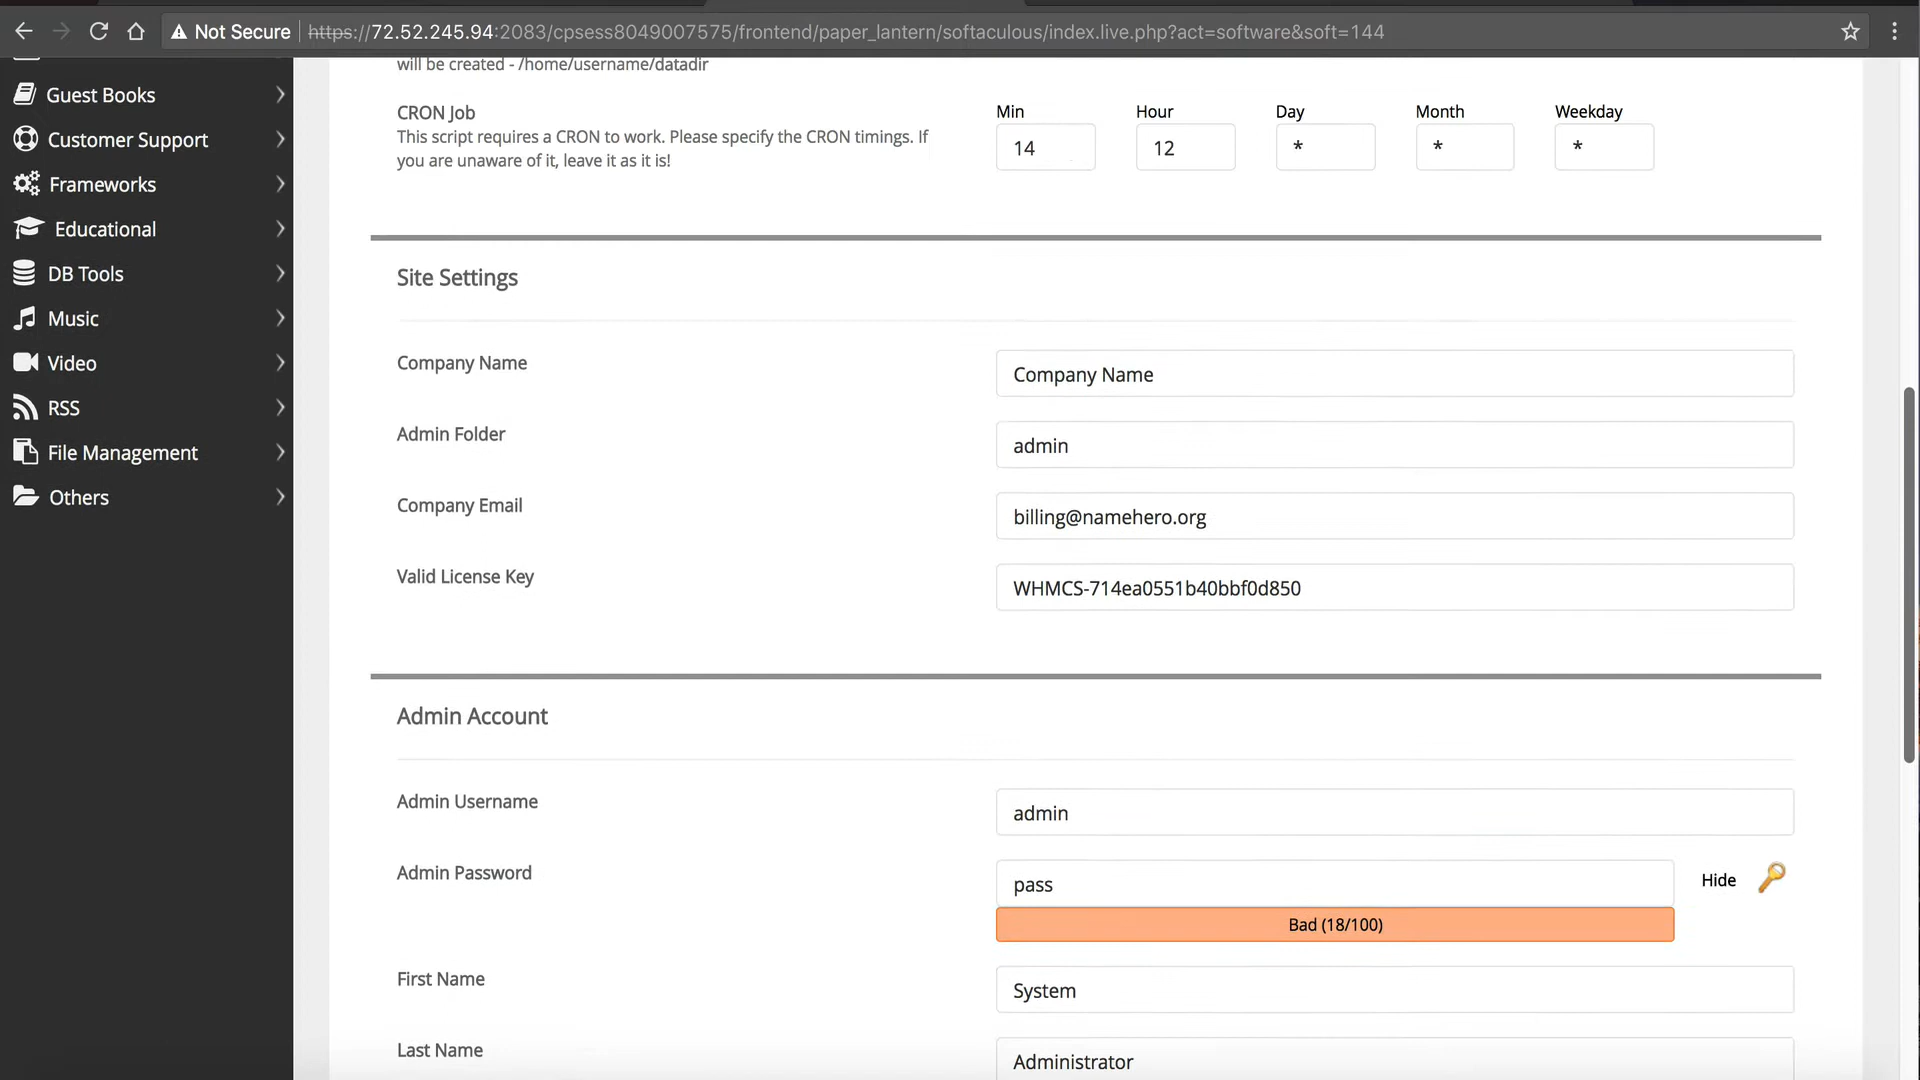 Not Secure
https://72.52.245.94:2083/cpsess8049007575/frontend/paper_lantern/softaculous/index.live.php?act=software&soft=144
Guest Books
Customer Support
Frameworks
Educational
DB Tools
Music
Video
RSS
File Management
Others
will be created - /home/username/datadir
CRON Job
This script requires a CRON to work. Please specify the CRON timings. If
you are unaware of it, leave it as it is!
Min
Hour
Day
Month
Weekday
14
12
*
*
*
Site Settings
Company Name
Company Name
Admin Folder
admin
Company Email
billing@namehero.org
Valid License Key
WHMCS-714ea0551b40bbf0d850
Admin Account
Admin Username
admin
Admin Password
pass
Hide
Bad (18/100)
First Name
System
Last Name
Administrator